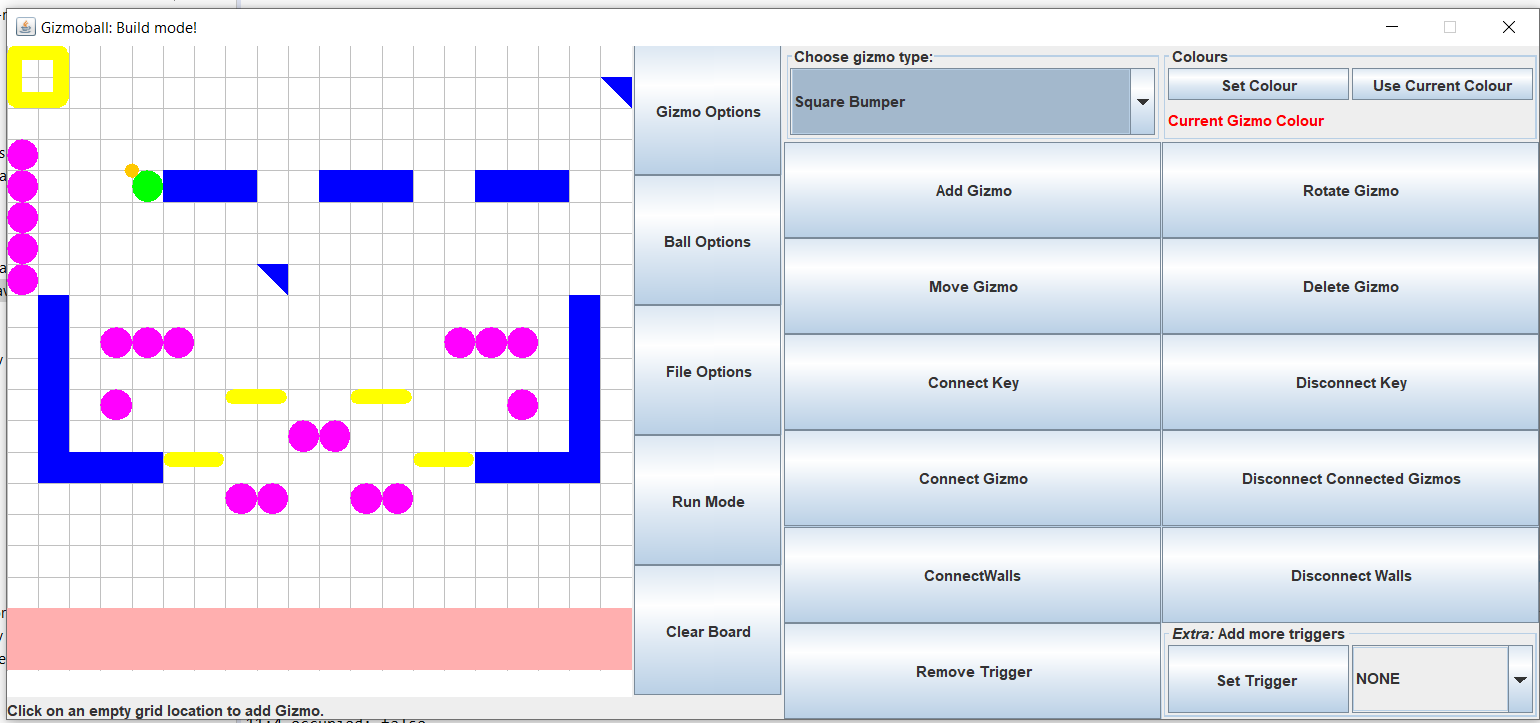 Gizmoball: Build mode!
Choose gizmo type:
Square Bumper
Colours
Set Colour
Use Current Colour
Current Gizmo Colour
Gizmo Options
Ball Options
File Options
Run Mode
Clear Board
Add Gizmo
Rotate Gizmo
Move Gizmo
Delete Gizmo
Connect Key
Disconnect Key
Connect Gizmo
Disconnect Connected Gizmos
ConnectWalls
Disconnect Walls
Remove Trigger
Extra: Add more triggers
Set Trigger
NONE
Click on an empty grid location to add Gizmo.